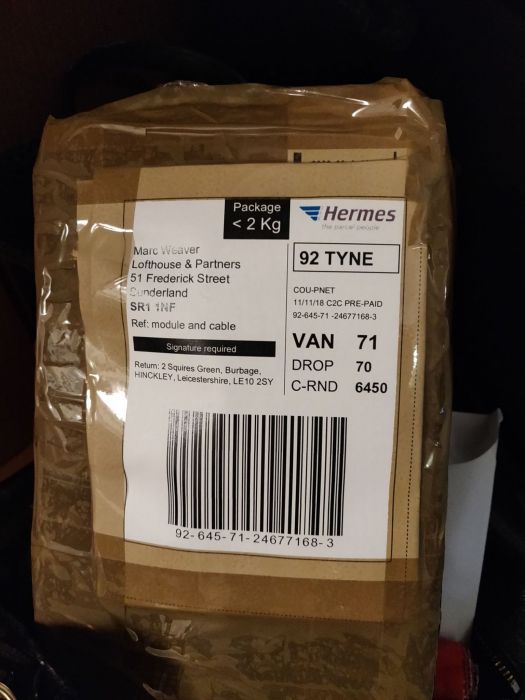 Package
< 2 Kg
Hermes
the parcel people
Marc Weaver
Lofthouse & Partners
51 Frederick Street
Sunderland
SR1 1NF
Ref: module and cable
Signature required
Return: 2 Squires Green, Burbage,
HINCKLEY, Leicestershire, LE10 2SY
92 TYNE
COU-PNET
11/11/18 C2C PRE-PAID
92-645-71 -24677168-3
VAN 71
DROP 70
C-RND 6450
92-645-71-24677168-3